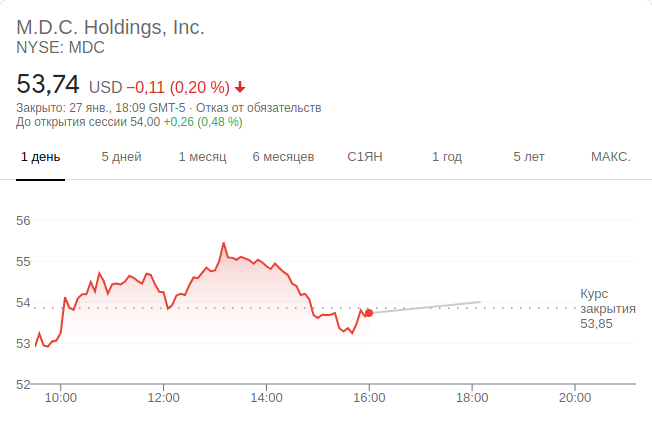 M.D.C. Holdings, Inc.
NYSE: MDC
53,74 USD −0,11 (0,20 %)
Закрыто: 27 янв., 18:09 GMT-5 · Отказ от обязательств
До открытия сессии 54,00 +0,26 (0,48 %)
1 день 5 дней 1 месяц 6 месяцев С1ЯН 1 год 5 лет МАКС.
56
55
54
53
52
Курс
закрытия
53,85
10:00 12:00 14:00 16:00 18:00 20:00